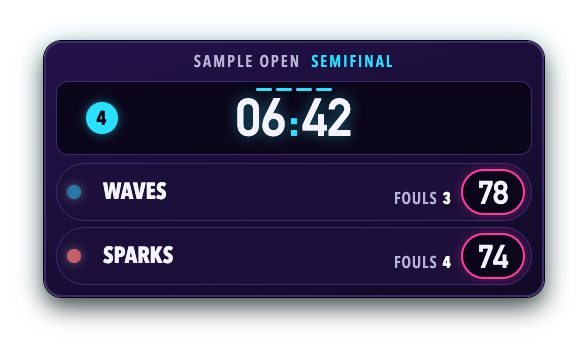 SAMPLE OPEN SEMIFINAL
4 06:42
WAVES FOULS 3 78
SPARKS FOULS 4 74